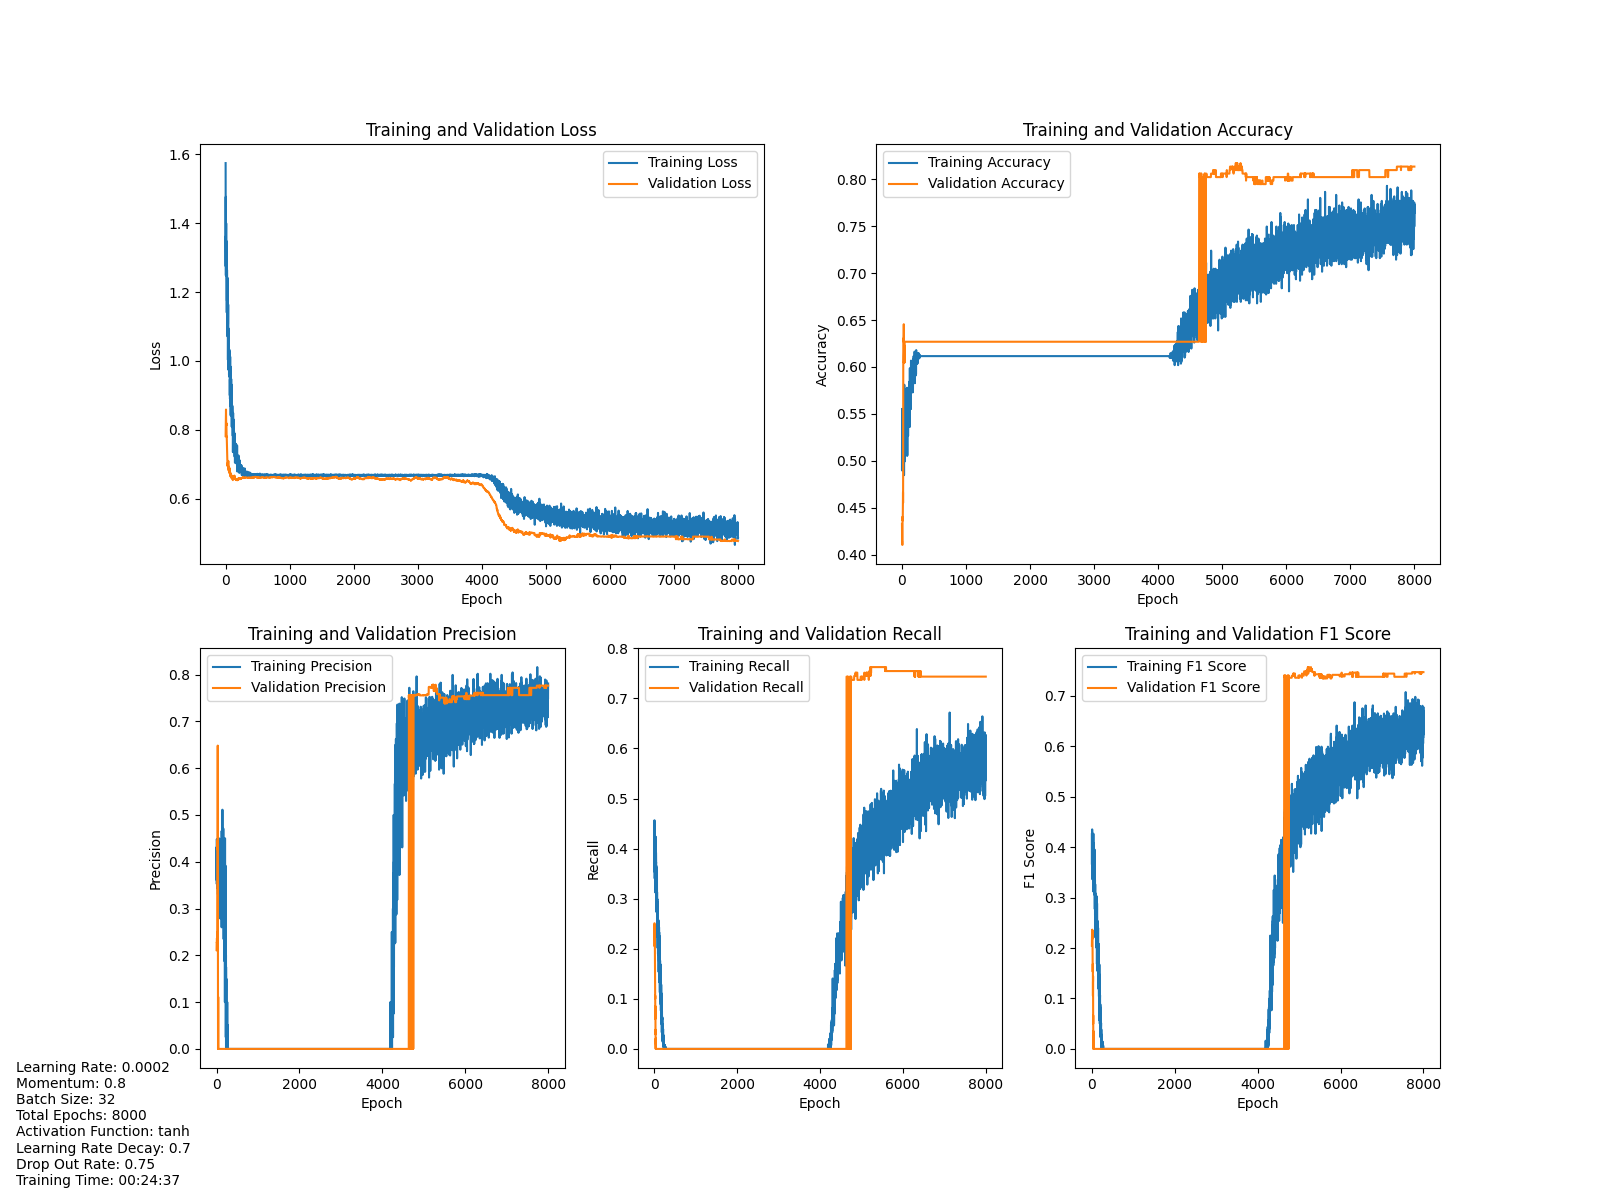 Training and Validation Loss
Training Loss
Validation Loss
1.6
1.4
1.2
1.0
0.8
0.6
Loss
0
1000
2000
3000
4000
5000
6000
7000
8000
Epoch
Training and Validation Accuracy
Training Accuracy
Validation Accuracy
0.80
0.75
0.70
0.65
0.60
0.55
0.50
0.45
0.40
Accuracy
0
1000
2000
3000
4000
5000
6000
7000
8000
Epoch
Training and Validation Precision
Training Precision
Validation Precision
0.8
0.7
0.6
0.5
0.4
0.3
0.2
0.1
0.0
Precision
0
2000
4000
6000
8000
Epoch
Training and Validation Recall
Training Recall
Validation Recall
0.8
0.7
0.6
0.5
0.4
0.3
0.2
0.1
0.0
Recall
0
2000
4000
6000
8000
Epoch
Training and Validation F1 Score
Training F1 Score
Validation F1 Score
0.7
0.6
0.5
0.4
0.3
0.2
0.1
0.0
F1 Score
0
2000
4000
6000
8000
Epoch
Learning Rate: 0.0002
Momentum: 0.8
Batch Size: 32
Total Epochs: 8000
Activation Function: tanh
Learning Rate Decay: 0.7
Drop Out Rate: 0.75
Training Time: 00:24:37